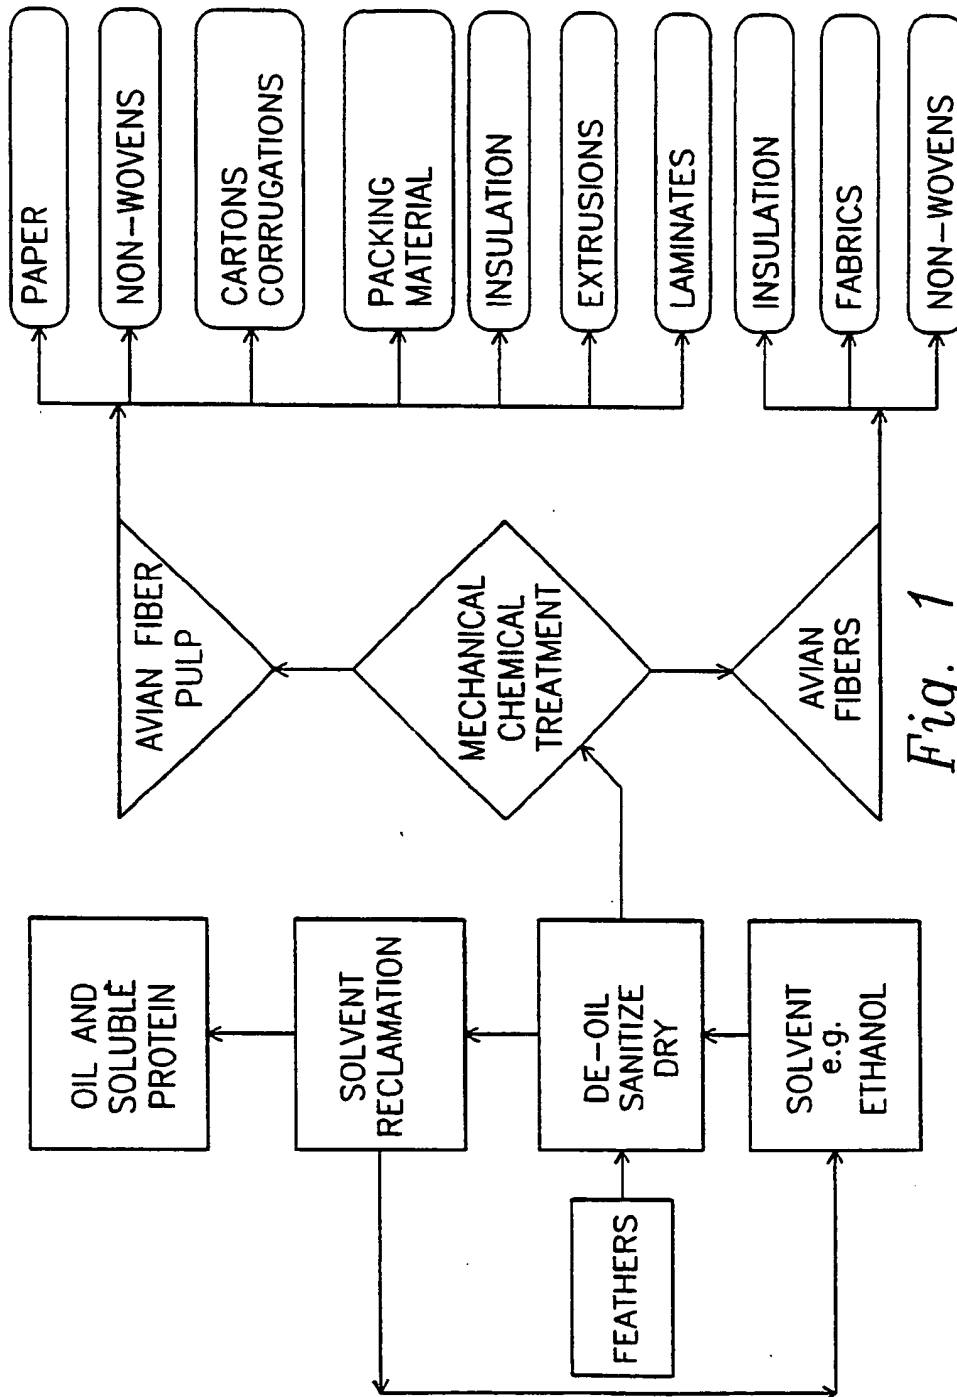 FEATHERS
OIL AND
SOLUBLE
PROTEIN
SOLVENT
RECLAMATION
DE-OIL
SANITIZE
DRY
SOLVENT
e.g.
ETHANOL
AVIAN FIBER
PULP
MECHANICAL
CHEMICAL
TREATMENT
AVIAN
FIBERS
PAPER
NON-WOVENS
CARTONS
CORRUGATIONS
PACKING
MATERIAL
INSULATION
EXTRUSIONS
LAMINATES
INSULATION
FABRICS
NON-WOVENS
Fig. 1